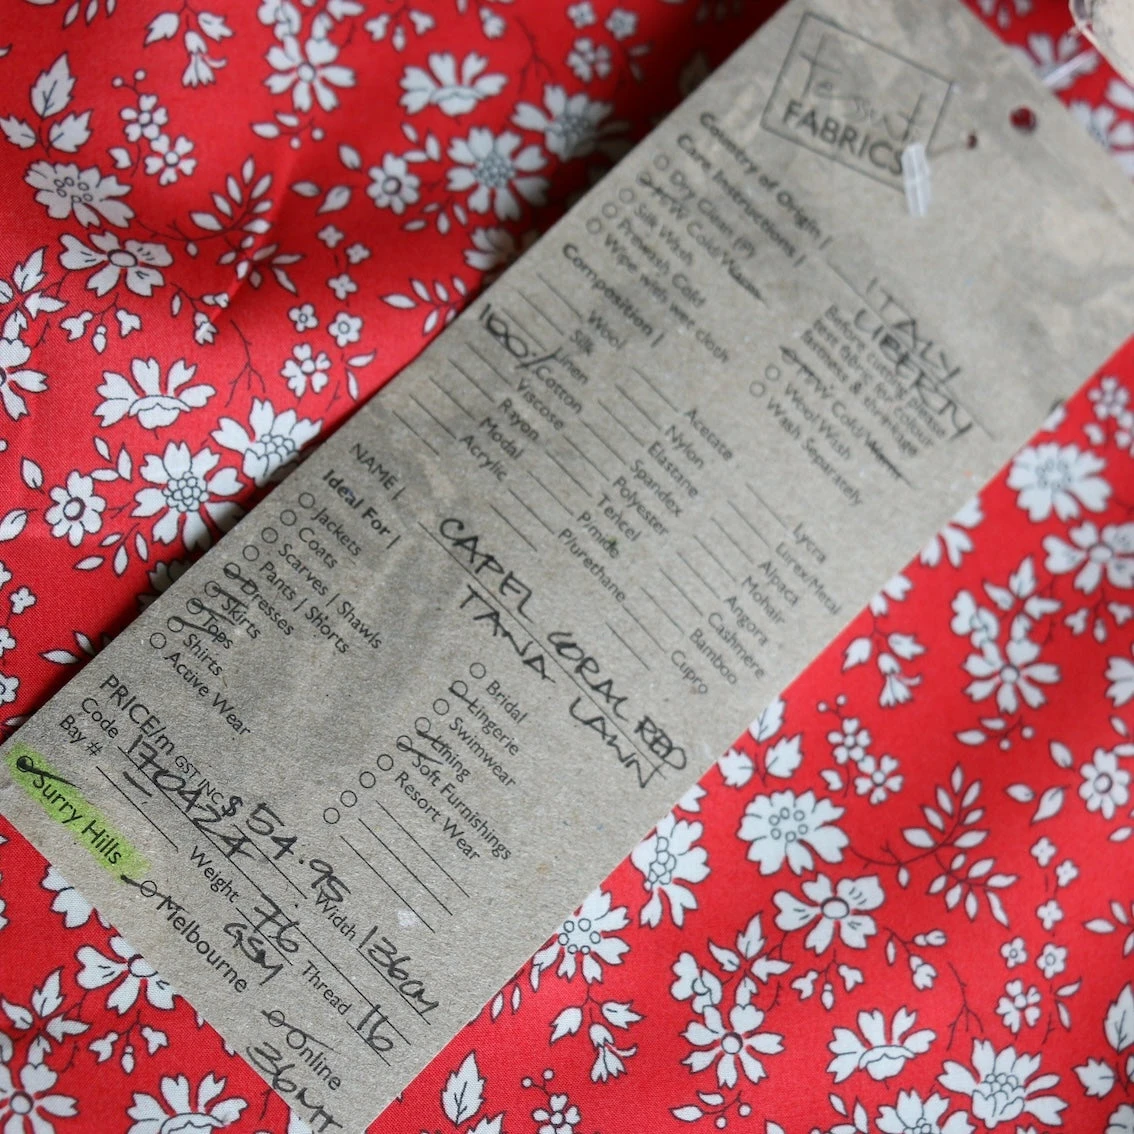 Tessuti
FABRICS
Country of Origin | ITALY
LIBERTY
Care Instructions |
Dry Clean (P)
H/W Cold/Warm
Silk Wash
Prewash Cold
Wipe with wet cloth
Before cutting please
test all fabric for colour
fastness & shrinkage
M/W Cold/Warm
Wool Wash
Wash Separately
Composition |
Wool
Silk
Linen
100/ Cotton
Viscose
Rayon
Modal
Acrylic
Acetate
Nylon
Elastane
Spandex
Polyester
Tencel
P.imide
P.urethane
Lycra
Lurex/Metal
Alpaca
Mohair
Angora
Cashmere
Bamboo
Cupro
NAME | CAPEL CORAL RED
TANA LAWN
Ideal For |
Jackets
Coats
Scarves | Shawls
Pants | Shorts
Dresses
Skirts
Tops
Shirts
Active Wear
Bridal
Lingerie
Swimwear
Lining
Soft Furnishings
Resort Wear
PRICE/m GST INC $54.95
Code 170424 Width 136cm
Bay # Weight 76 GSM Thread 16
Surry Hills Melbourne Online
36MT